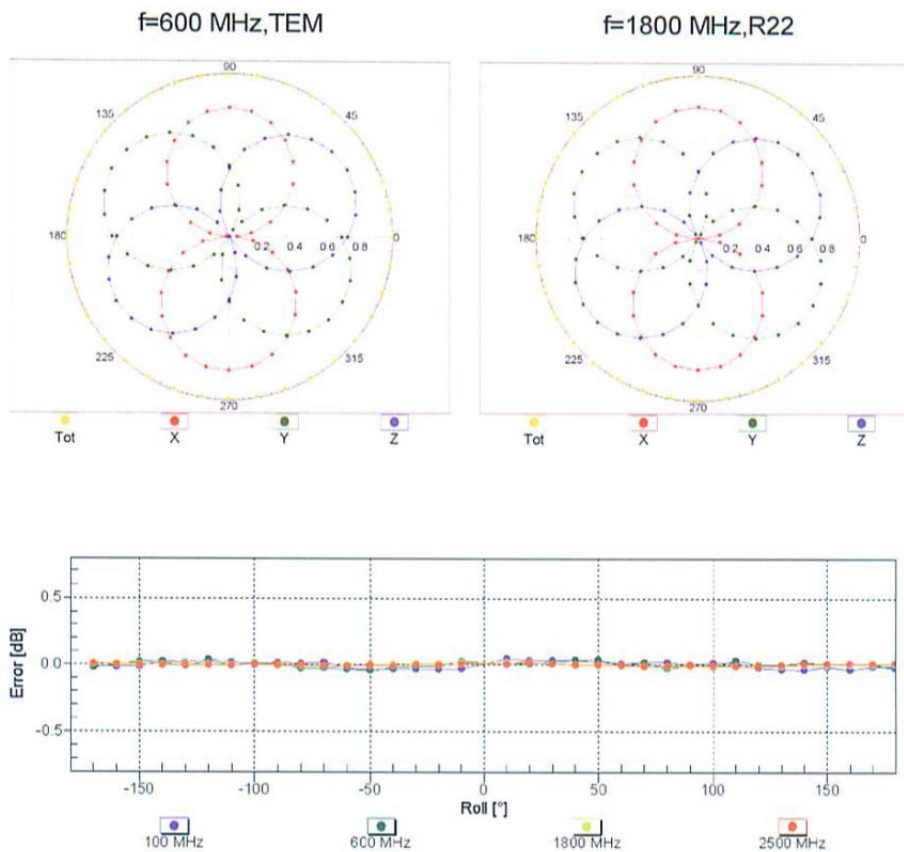 f=600 MHz,TEM
f=1800 MHz,R22
90
135
45
180
0.2 0.4 0.6 0.8
0
225
315
270
Tot X Y Z
90
135
45
180
0.2 0.4 0.6 0.8
0
225
315
270
Tot X Y Z
Error [dB]
0.5
0.0
-0.5
-150 -100 -50 0 50 100 150
Roll [°]
100 MHz 600 MHz 1800 MHz 2500 MHz